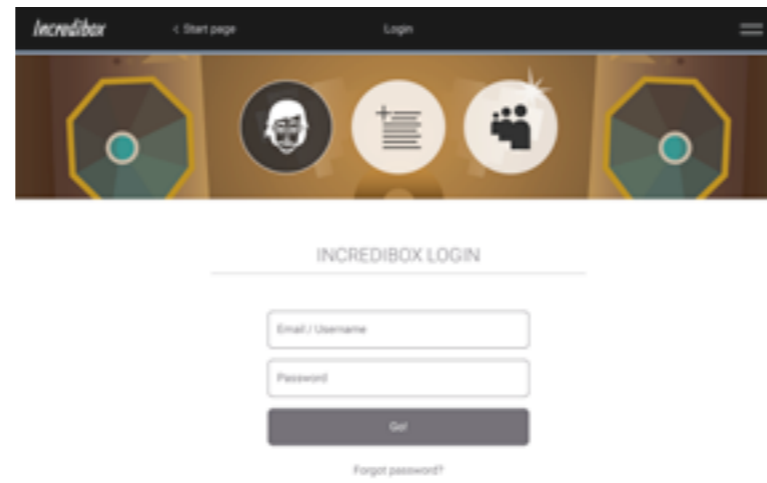 Incredibox
< Start page
Login
INCREDIBOX LOGIN
Email / Username
Password
Go!
Forgot password?